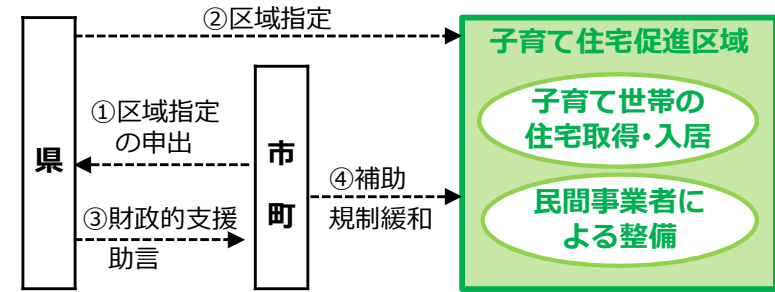 ②区域指定
子育て住宅促進区域
①区域指定
の申出
県
市
町
子育て世帯の
住宅取得・入居
④補助
規制緩和
③財政的支援
助言
民間事業者に
よる整備